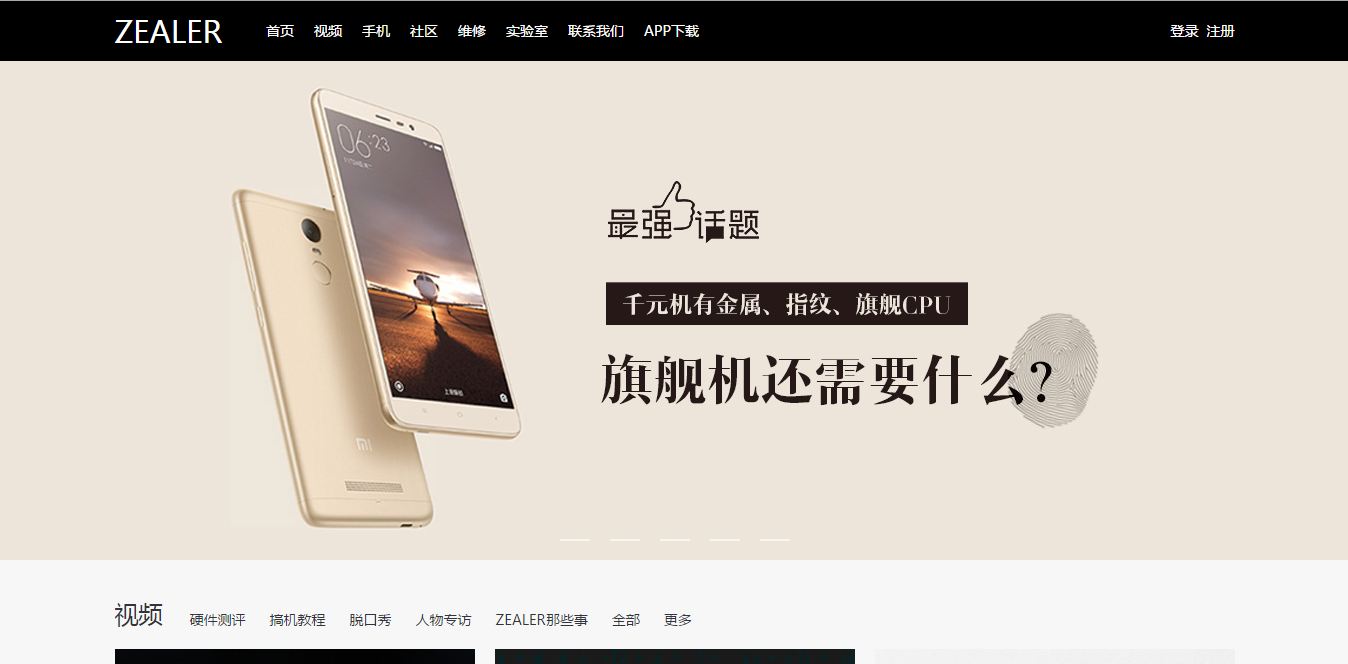 ZEALER 首页 视频 手机 社区 维修 实验室 联系我们 APP下载 登录 注册
06:23
最强话题
千元机有金属、指纹、旗舰CPU
旗舰机还需要什么?
MI
视频 硬件测评 搞机教程 脱口秀 人物专访 ZEALER那些事 全部 更多